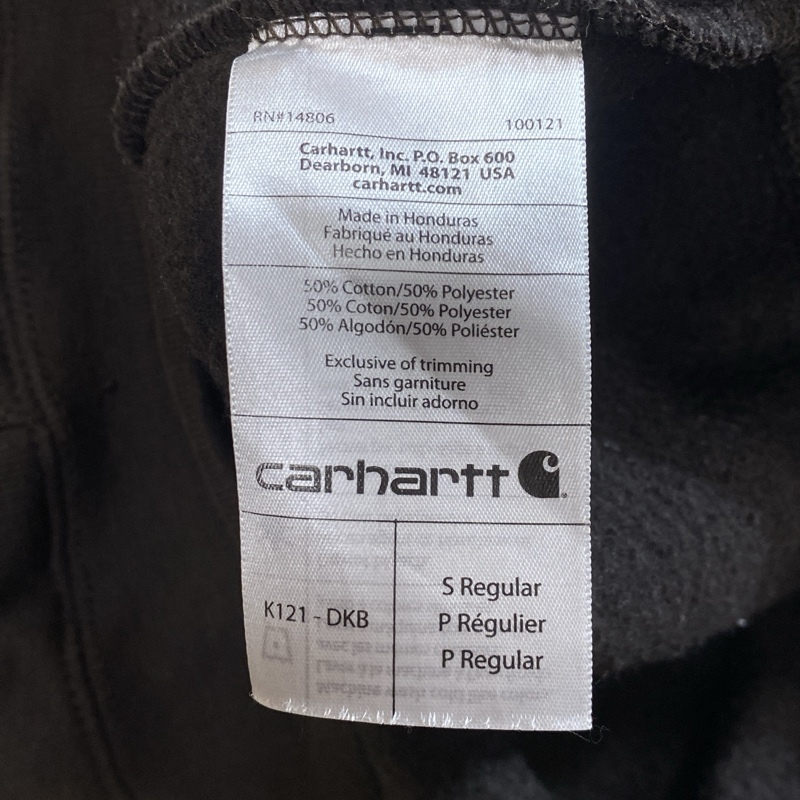 RN#14806 100121
Carhartt, Inc. P.O. Box 600
Dearborn, MI 48121 USA
carhartt.com
Made in Honduras
Fabriqué au Honduras
Hecho en Honduras
50% Cotton/50% Polyester
50% Coton/50% Polyester
50% Algodón/50% Poliéster
Exclusive of trimming
Sans garniture
Sin incluir adorno
carhartt
K121 - DKB
S Regular
P Régulier
P Regular